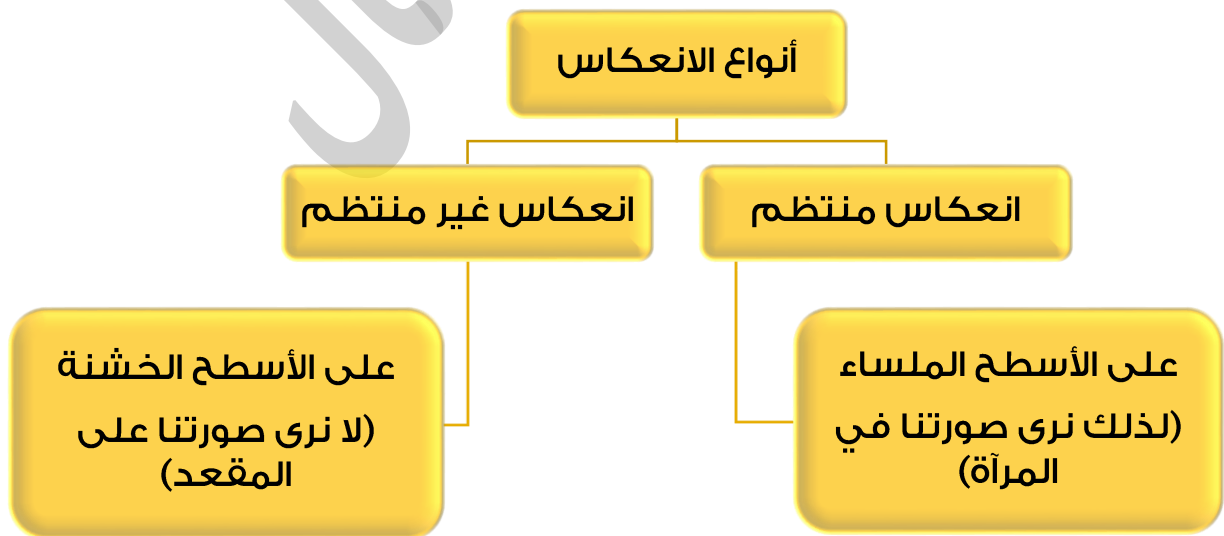 أنواع الانعكاس
انعكاس منتظم
انعكاس غير منتظم
على الأسطح الملساء
(لذلك نرى صورتنا في
المرآة)
على الأسطح الخشنة
(لا نرى صورتنا على
المقعد)